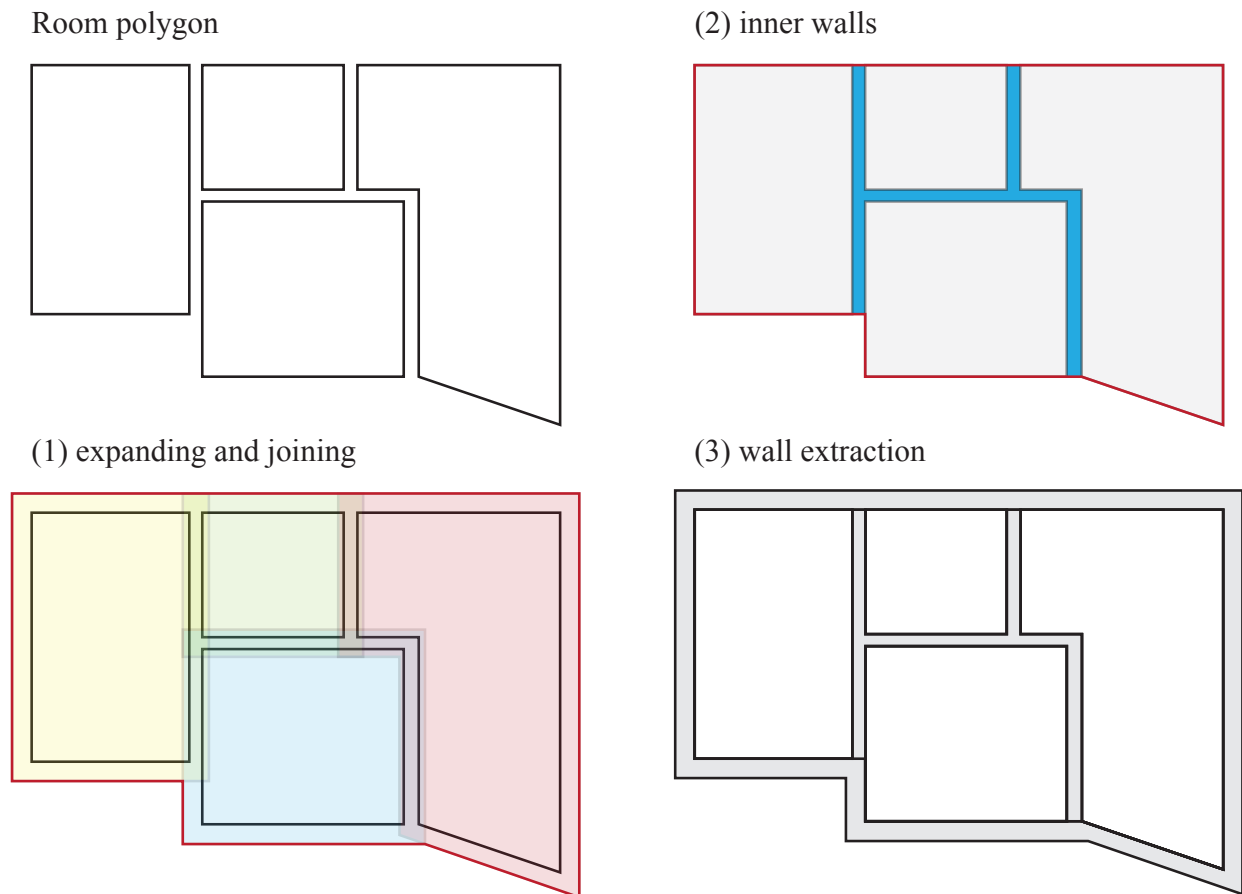 Room polygon
(2) inner walls
(1) expanding and joining
(3) wall extraction